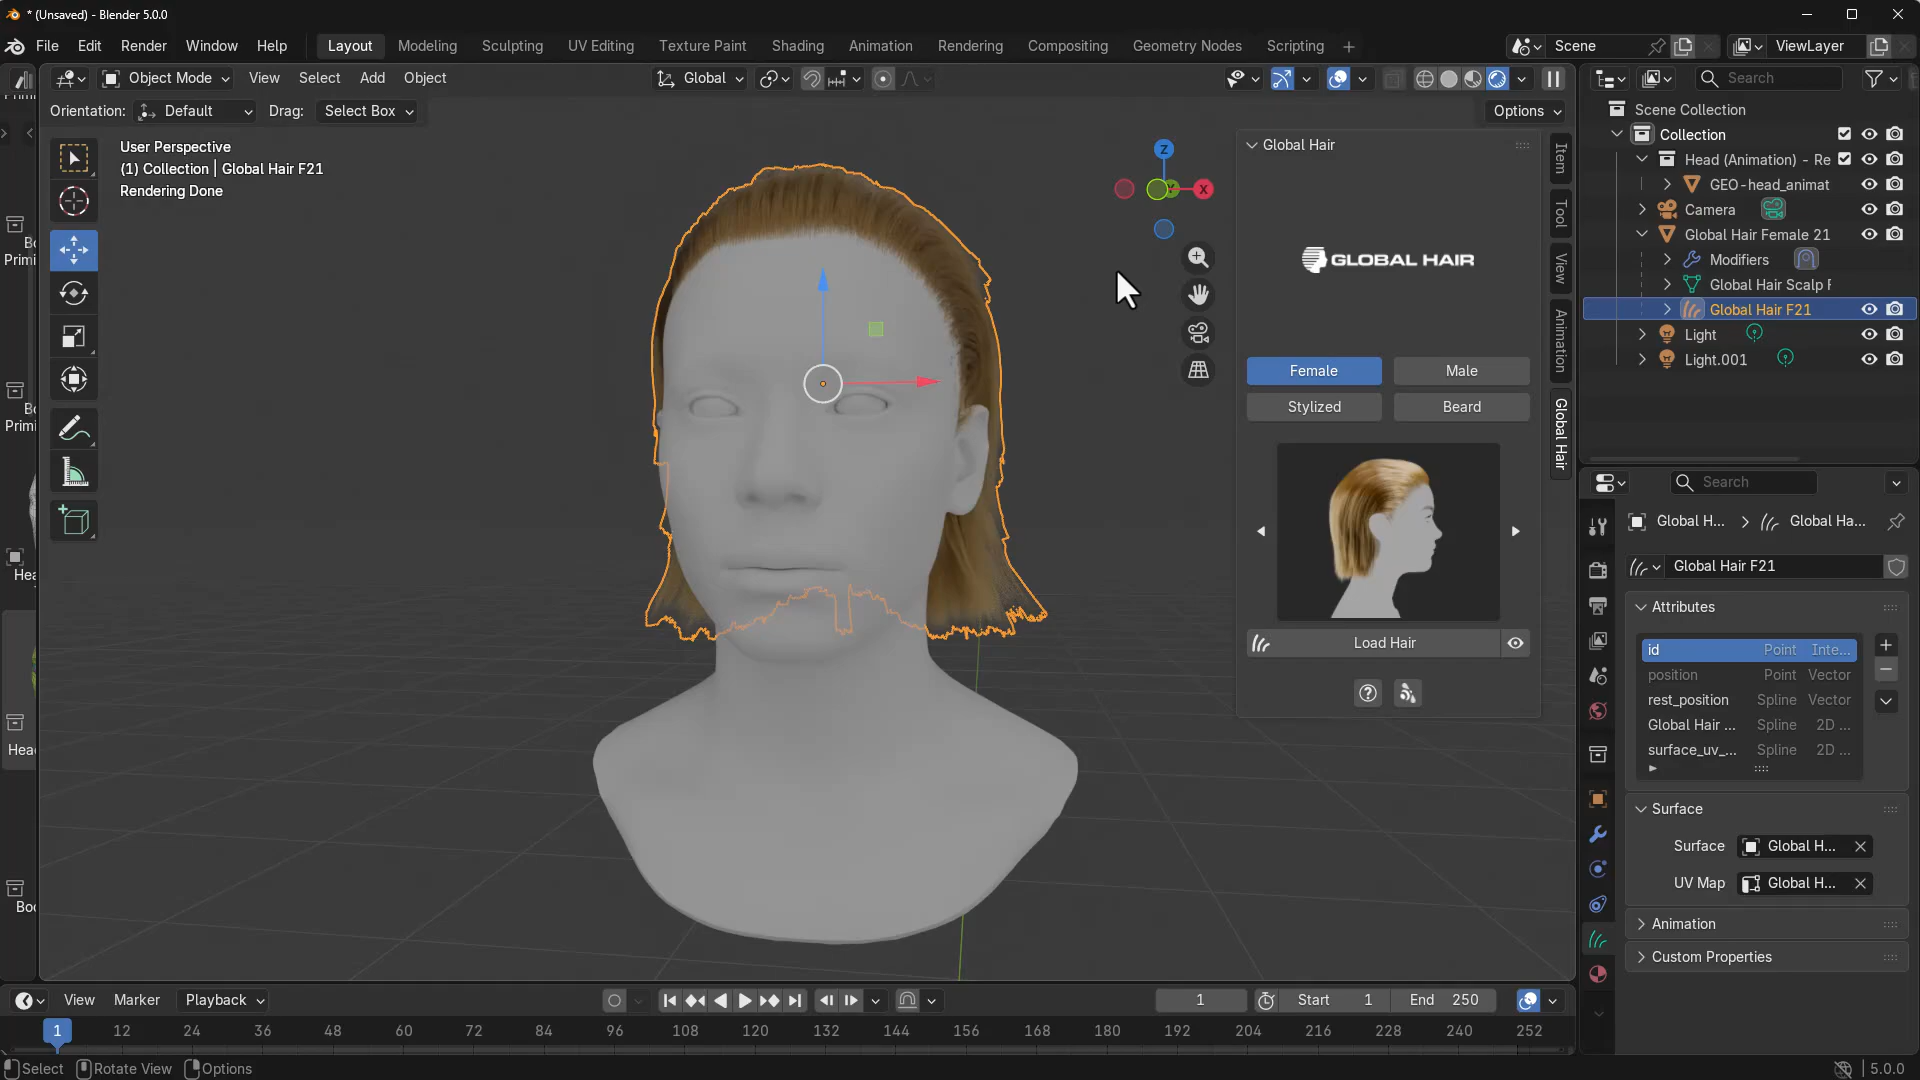 * (Unsaved) - Blender 5.0.0
File Edit Render Window Help Layout Modeling Sculpting UV Editing Texture Paint Shading Animation Rendering Compositing Geometry Nodes Scripting + Scene ViewLayer
Object Mode View Select Add Object Global Search
Orientation: Default Drag: Select Box Options
User Perspective
(1) Collection | Global Hair F21
Rendering Done
Z
X
Global Hair
GLOBAL HAIR
Female Male
Stylized Beard
Load Hair
Item
Tool
View
Animation
Global Hair
Scene Collection
Collection
Head (Animation) - Re
GEO-head_animat
Camera
Global Hair Female 21
Modifiers
Global Hair Scalp F
Global Hair F21
Light
Light.001
Search
Global H... > Global Ha...
Global Hair F21
Attributes
id Point Inte...
position Point Vector
rest_position Spline Vector
Global Hair ... Spline 2D ...
surface_uv_... Spline 2D ...
Surface
Surface Global H...
UV Map Global H...
Animation
Custom Properties
Primi
Primi
Hea
Head
Boc
View Marker Playback 1 Start 1 End 250
1 12 24 36 48 60 72 84 96 108 120 132 144 156 168 180 192 204 216 228 240 252
Select Rotate View Options 5.0.0